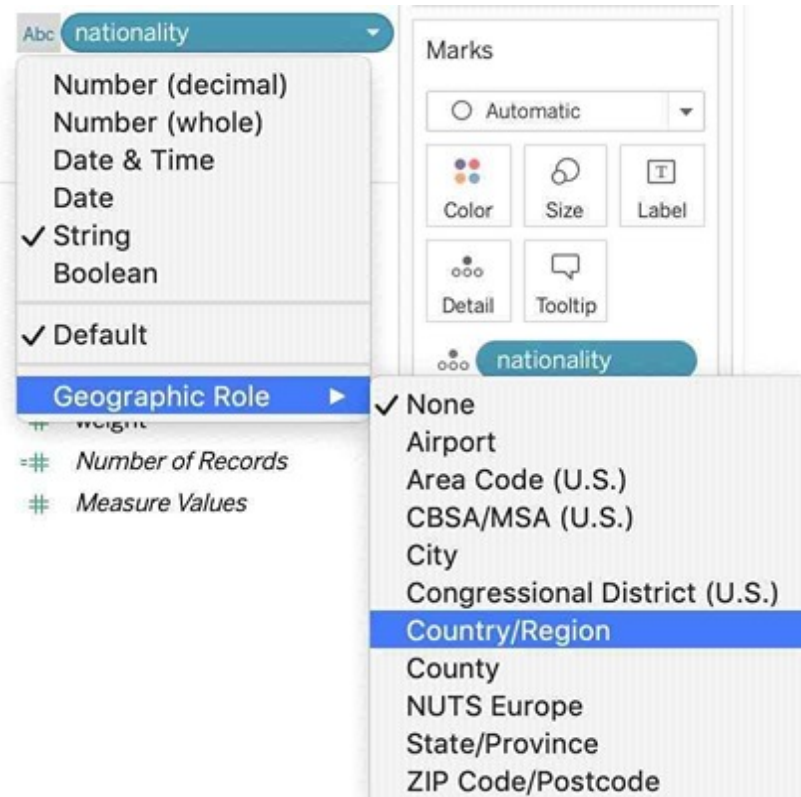 Abc nationality
Number (decimal)
Number (whole)
Date & Time
Date
String
Boolean
Default
Geographic Role
weight
Number of Records
Measure Values
Marks
Automatic
Color Size Label
Detail Tooltip
nationality
None
Airport
Area Code (U.S.)
CBSA/MSA (U.S.)
City
Congressional District (U.S.)
Country/Region
County
NUTS Europe
State/Province
ZIP Code/Postcode